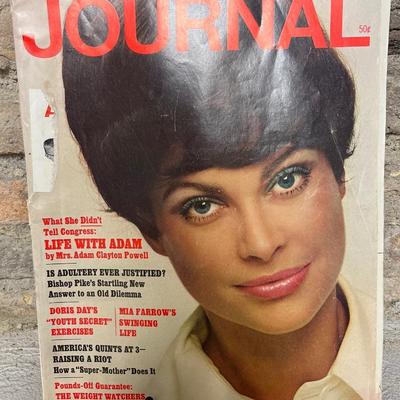 JOURNAL
50¢
What She Didn't
Tell Congress:
LIFE WITH ADAM
by Mrs. Adam Clayton Powell
IS ADULTERY EVER JUSTIFIED?
Bishop Pike's Startling New
Answer to an Old Dilemma
DORIS DAY'S
"YOUTH SECRET"
EXERCISES
MIA FARROW'S
SWINGING
LIFE
AMERICA'S QUINTS AT 3—
RAISING A RIOT
How a "Super-Mother" Does It
Pounds-Off Guarantee:
THE WEIGHT WATCHERS